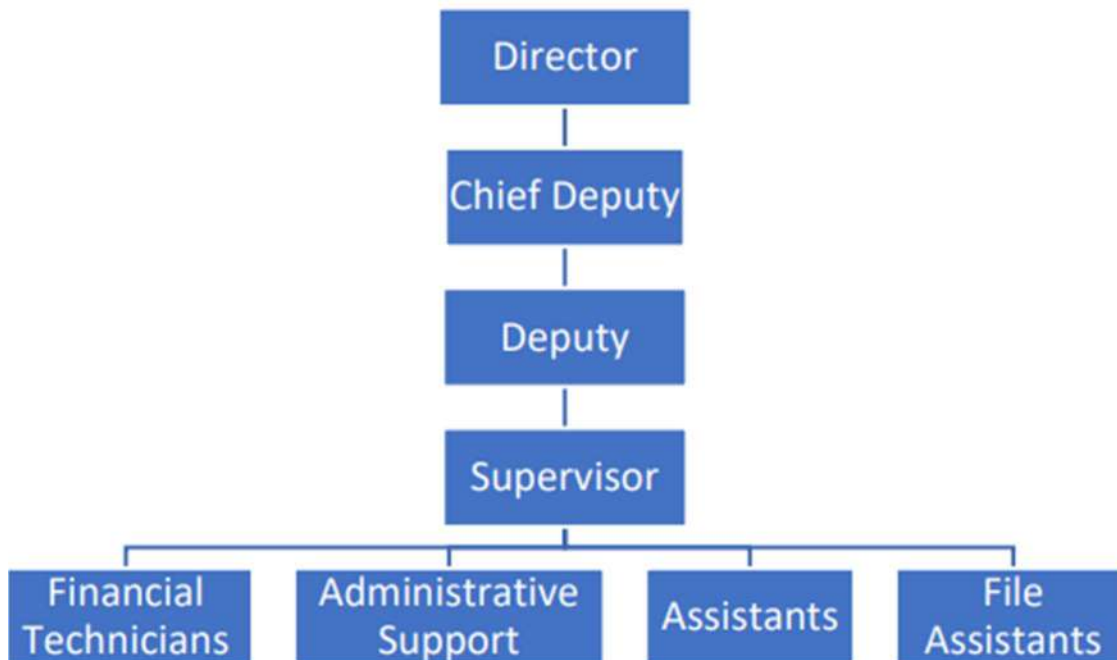 Director
Chief Deputy
Deputy
Supervisor
Financial
Technicians
Administrative
Support
Assistants
File
Assistants